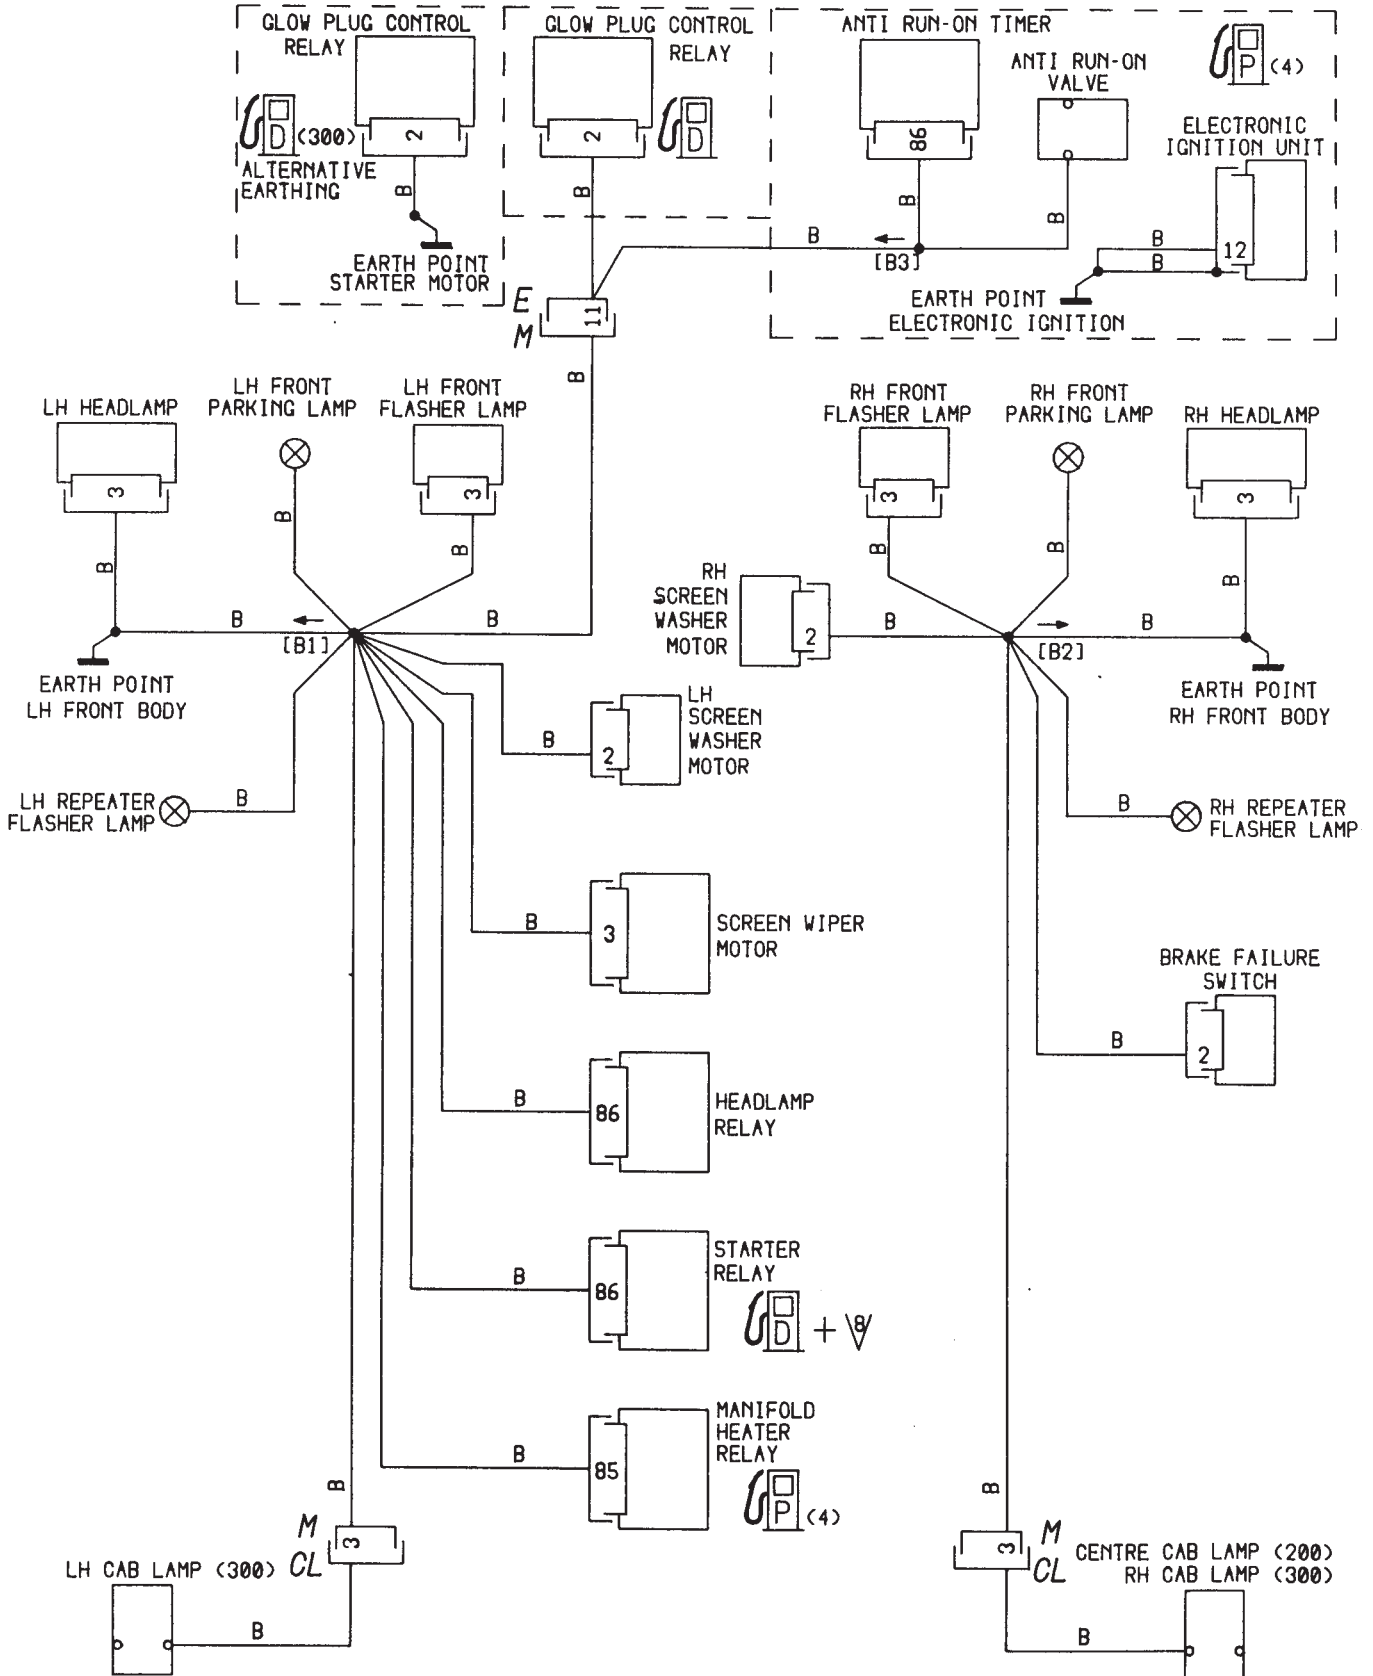 GLOW PLUG CONTROL
RELAY
2
D (300)
ALTERNATIVE
EARTHING
B
EARTH POINT
STARTER MOTOR
GLOW PLUG CONTROL
RELAY
2
D
B
ANTI RUN-ON TIMER
86
B
ANTI RUN-ON
VALVE
B
P (4)
ELECTRONIC
IGNITION UNIT
12
B
B
B
[B3]
EARTH POINT
ELECTRONIC IGNITION
E
M
11
B
LH HEADLAMP
3
B
LH FRONT
PARKING LAMP
B
LH FRONT
FLASHER LAMP
3
B
B
[B1]
B
EARTH POINT
LH FRONT BODY
RH FRONT
FLASHER LAMP
3
B
RH FRONT
PARKING LAMP
B
RH HEADLAMP
3
B
RH
SCREEN
WASHER
MOTOR
2
B
B
[B2]
EARTH POINT
RH FRONT BODY
LH
SCREEN
WASHER
MOTOR
2
B
LH REPEATER
FLASHER LAMP
B
B
RH REPEATER
FLASHER LAMP
B
3
SCREEN WIPER
MOTOR
BRAKE FAILURE
SWITCH
B
2
B
86
HEADLAMP
RELAY
B
86
STARTER
RELAY
D + V8
B
85
MANIFOLD
HEATER
RELAY
P (4)
B
M
CL
3
LH CAB LAMP (300)
B
B
M
CL
3
CENTRE CAB LAMP (200)
RH CAB LAMP (300)
B